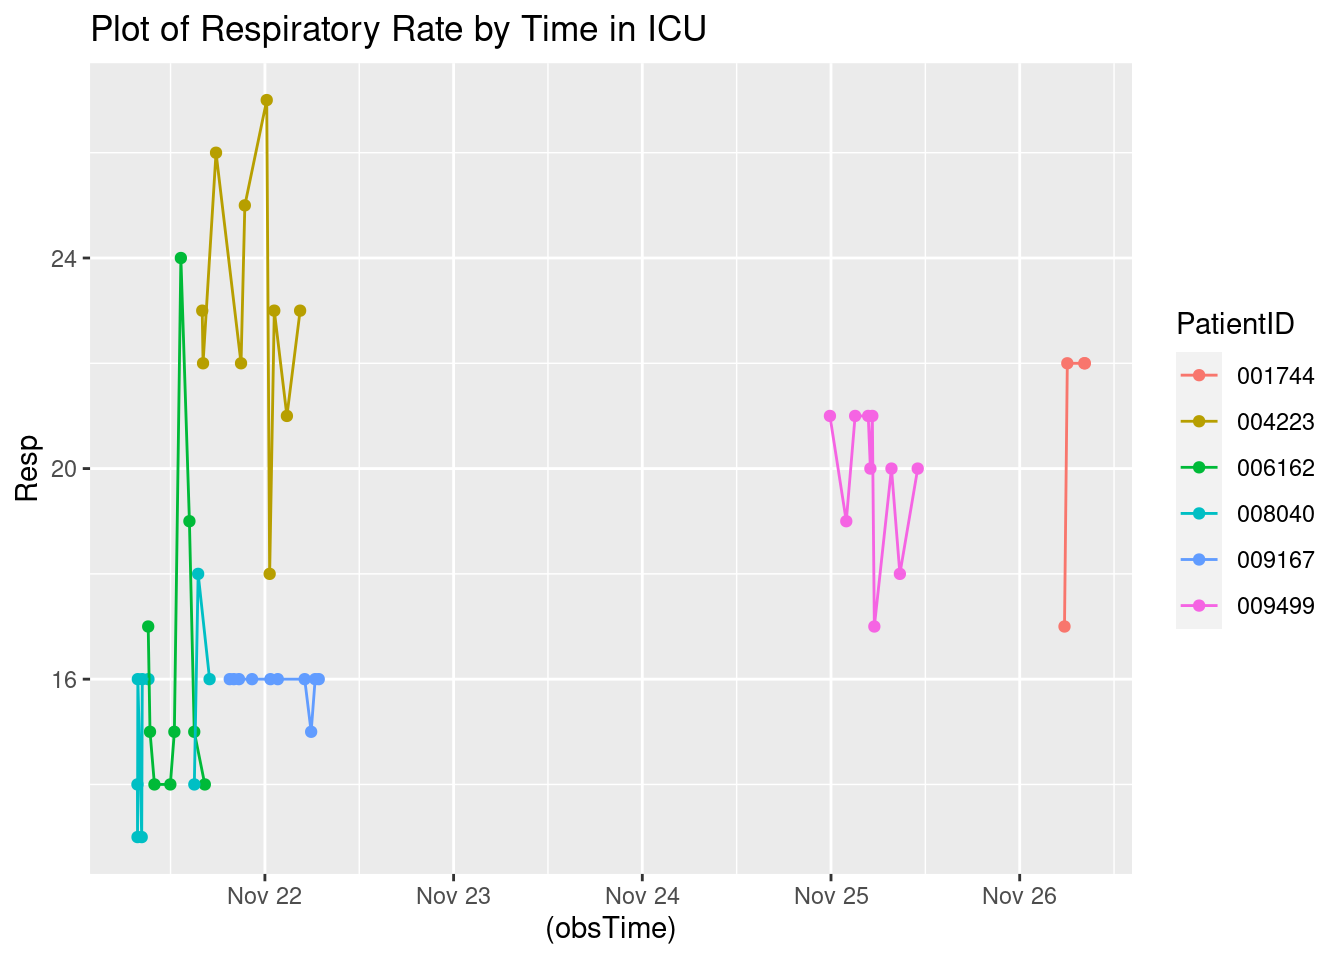 Plot of Respiratory Rate by Time in ICU
Resp
24
20
16
Nov 22
Nov 23
Nov 24
Nov 25
Nov 26
(obsTime)
PatientID
001744
004223
006162
008040
009167
009499